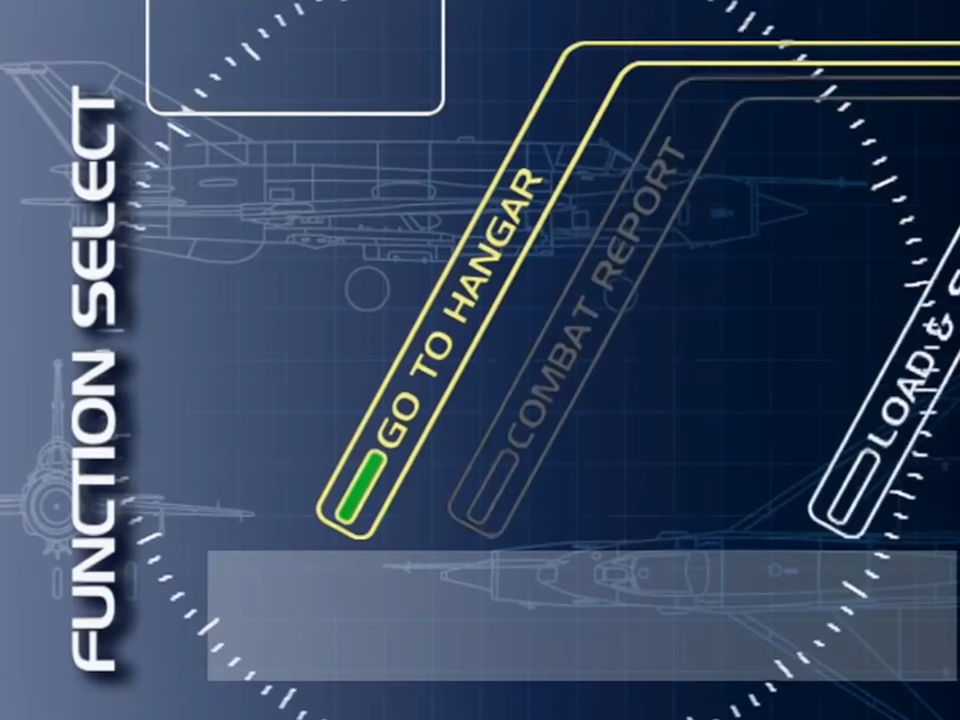 FUNCTION SELECT
GO TO HANGAR
COMBAT REPORT
LOAD &